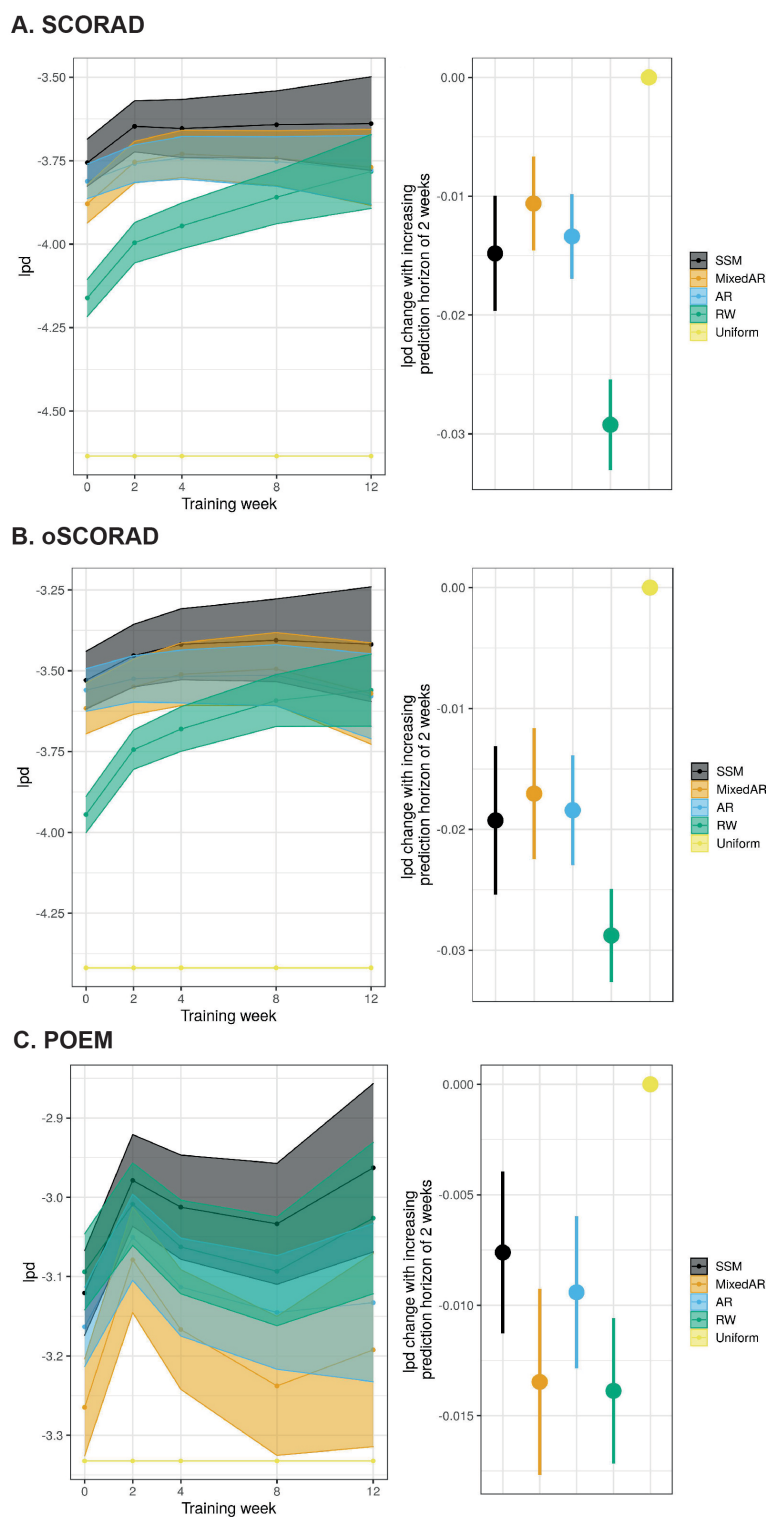 A. SCORAD
-3.50
-3.75
-4.00
-4.25
-4.50
lpd
0 2 4 8 12
Training week
0.00
-0.01
-0.02
-0.03
lpd change with increasing
prediction horizon of 2 weeks
SSM
MixedAR
AR
RW
Uniform
B. oSCORAD
-3.25
-3.50
-3.75
-4.00
-4.25
lpd
0 2 4 8 12
Training week
0.00
-0.01
-0.02
-0.03
lpd change with increasing
prediction horizon of 2 weeks
SSM
MixedAR
AR
RW
Uniform
C. POEM
-2.9
-3.0
-3.1
-3.2
-3.3
lpd
0 2 4 8 12
Training week
0.000
-0.005
-0.010
-0.015
lpd change with increasing
prediction horizon of 2 weeks
SSM
MixedAR
AR
RW
Uniform